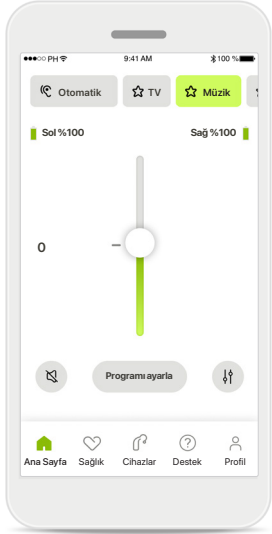 PH 9:41 AM 100 %
Otomatik TV Müzik
Sol %100 Sağ %100
0
Programı ayarla
Ana Sayfa Sağlık Cihazlar Destek Profil